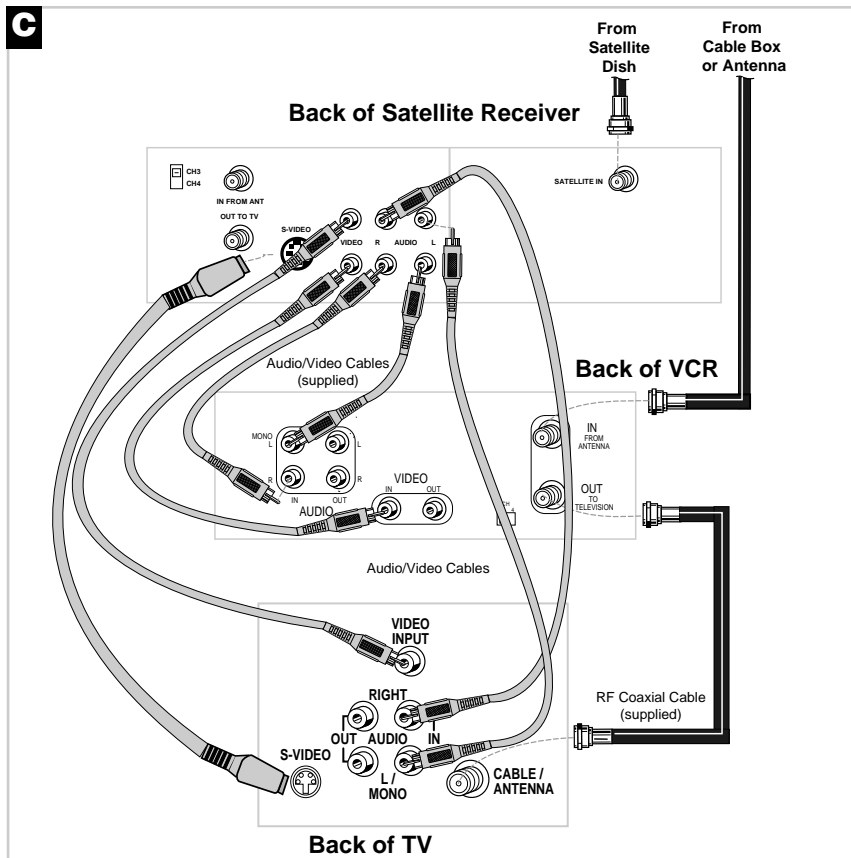 C
From
Satellite
Dish
From
Cable Box
or Antenna
Back of Satellite Receiver
CH3
CH4
IN FROM ANT
OUT TO TV
S-VIDEO
VIDEO R AUDIO L
SATELLITE IN
Audio/Video Cables
(supplied)
Back of VCR
MONO
L
L
R
R
IN
OUT
AUDIO
VIDEO
IN
OUT
CH
4
IN
FROM
ANTENNA
OUT
TO
TELEVISION
Audio/Video Cables
VIDEO
INPUT
RIGHT
OUT AUDIO IN
L /
MONO
S-VIDEO
CABLE /
ANTENNA
RF Coaxial Cable
(supplied)
Back of TV